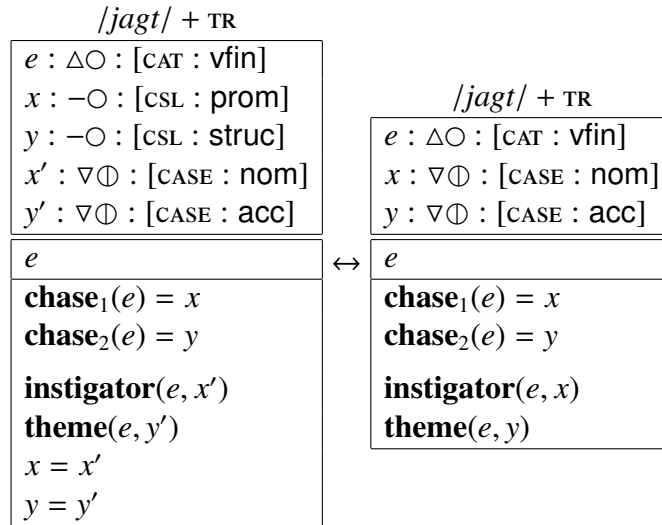 /jagt/ + TR
e : △○ : [CAT : vfin]
x : −○ : [CSL : prom]
y : −○ : [CSL : struc]
x′ : ▽⦶ : [CASE : nom]
y′ : ▽⦶ : [CASE : acc]
e
chase₁(e) = x
chase₂(e) = y
instigator(e, x′)
theme(e, y′)
x = x′
y = y′
↔
/jagt/ + TR
e : △○ : [CAT : vfin]
x : ▽⦶ : [CASE : nom]
y : ▽⦶ : [CASE : acc]
e
chase₁(e) = x
chase₂(e) = y
instigator(e, x)
theme(e, y)